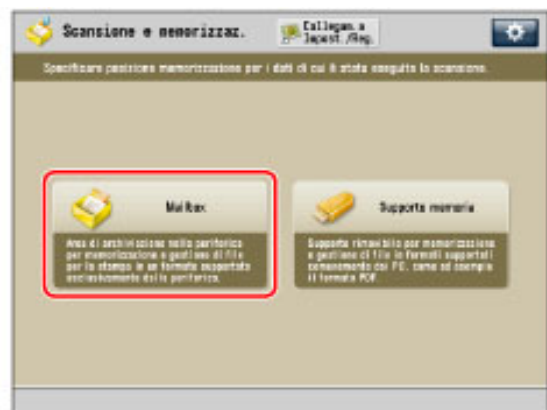 Scansione e memorizzaz.
Collegam. a
Impost./Reg.
Specificare posizione memorizzazione per i dati di cui è stata eseguita la scansione.
Mailbox
Supporto memoria
Area di archiviazione nella periferica
per memorizzazione e gestione di file
per la stampa in un formato supportato
esclusivamente dalla periferica.
Supporto rimovibile per memorizzazione
e gestione di file in formati supportati
comunemente dai PC, come ad esempio
il formato PDF.